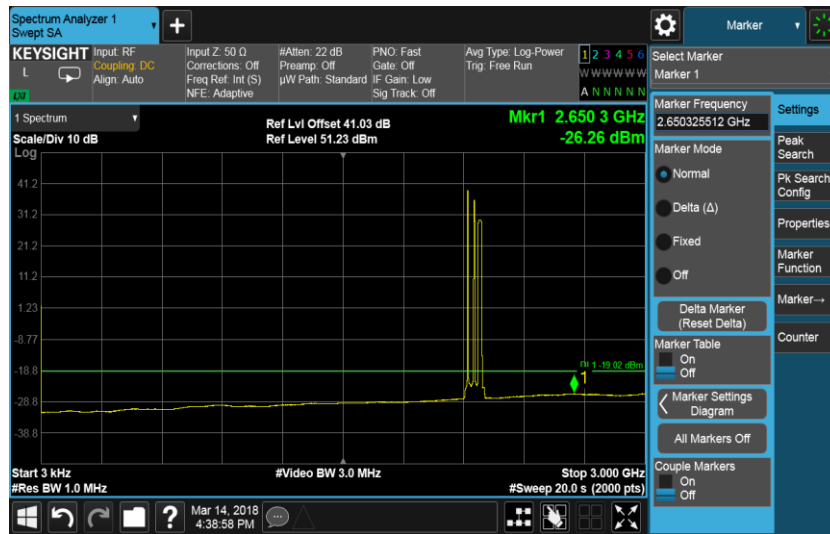 Spectrum Analyzer 1
Swept SA
Marker
KEYSIGHT
L
LXI
Input: RF
Coupling: DC
Align: Auto
Input Z: 50 Ω
Corrections: Off
Freq Ref: Int (S)
NFE: Adaptive
#Atten: 22 dB
Preamp: Off
µW Path: Standard
PNO: Fast
Gate: Off
IF Gain: Low
Sig Track: Off
Avg Type: Log-Power
Trig: Free Run
1 2 3 4 5 6
W W W W W W
A N N N N N
Select Marker
Marker 1
1 Spectrum
Scale/Div 10 dB
Log
Ref Lvl Offset 41.03 dB
Ref Level 51.23 dBm
Mkr1 2.650 3 GHz
-26.26 dBm
41.2
31.2
21.2
11.2
1.23
-8.77
-18.8
-28.8
-38.8
DL1 -19.02 dBm
1
Start 3 kHz
#Res BW 1.0 MHz
#Video BW 3.0 MHz
Stop 3.000 GHz
#Sweep 20.0 s (2000 pts)
Marker Frequency
2.650325512 GHz
Marker Mode
Normal
Delta (Δ)
Fixed
Off
Delta Marker
(Reset Delta)
Marker Table
On
Off
Marker Settings
Diagram
All Markers Off
Couple Markers
On
Off
Settings
Peak
Search
Pk Search
Config
Properties
Marker
Function
Marker→
Counter
?
Mar 14, 2018
4:38:58 PM